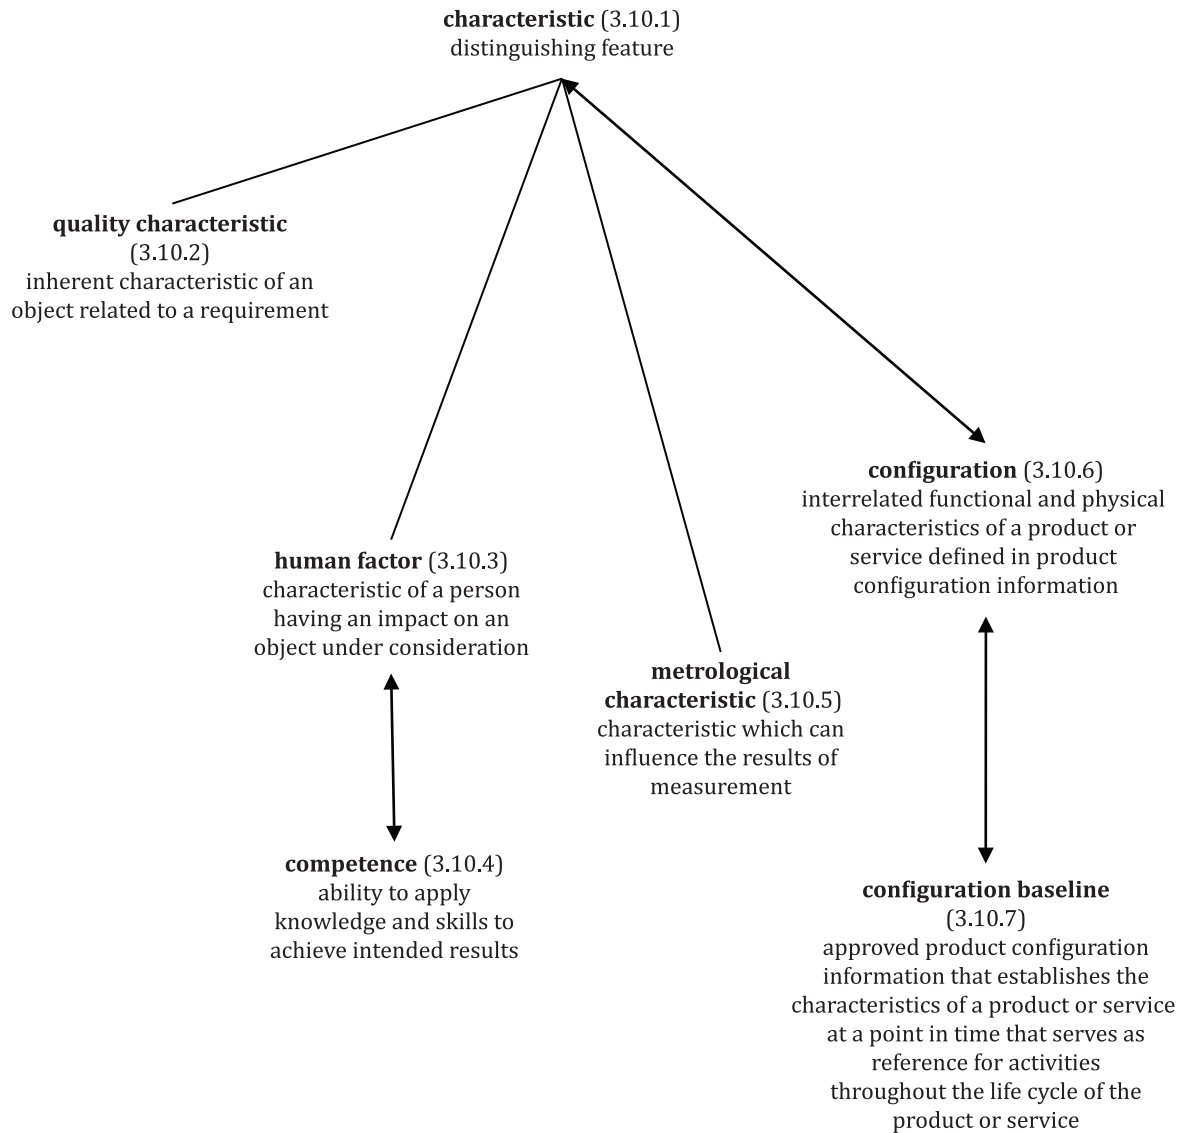 characteristic (3.10.1)
distinguishing feature
quality characteristic
(3.10.2)
inherent characteristic of an
object related to a requirement
human factor (3.10.3)
characteristic of a person
having an impact on an
object under consideration
competence (3.10.4)
ability to apply
knowledge and skills to
achieve intended results
metrological
characteristic (3.10.5)
characteristic which can
influence the results of
measurement
configuration (3.10.6)
interrelated functional and physical
characteristics of a product or
service defined in product
configuration information
configuration baseline
(3.10.7)
approved product configuration
information that establishes the
characteristics of a product or service
at a point in time that serves as
reference for activities
throughout the life cycle of the
product or service